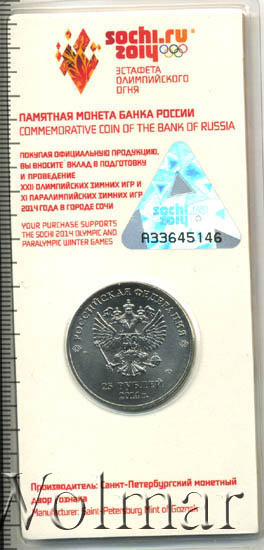 sochi.ru
2014
ЭСТАФЕТА
ОЛИМПИЙСКОГО
ОГНЯ
ПАМЯТНАЯ МОНЕТА БАНКА РОССИИ
COMMEMORATIVE COIN OF THE BANK OF RUSSIA
ПОКУПАЯ ОФИЦИАЛЬНУЮ ПРОДУКЦИЮ,
ВЫ ВНОСИТЕ ВКЛАД В ПОДГОТОВКУ
И ПРОВЕДЕНИЕ
XXII ОЛИМПИЙСКИХ ЗИМНИХ ИГР И
XI ПАРАЛИМПИЙСКИХ ЗИМНИХ ИГР
2014 ГОДА В ГОРОДЕ СОЧИ
YOUR PURCHASE SUPPORTS
THE SOCHI 2014 OLYMPIC AND
PARALYMPIC WINTER GAMES
sochi.ru
2014
A33645146
РОССИЙСКАЯ ФЕДЕРАЦИЯ
25 РУБЛЕЙ
Производитель: Санкт-Петербургский монетный
двор Гознака
Manufacturer: Saint-Petersburg Mint of Goznak
Volmar